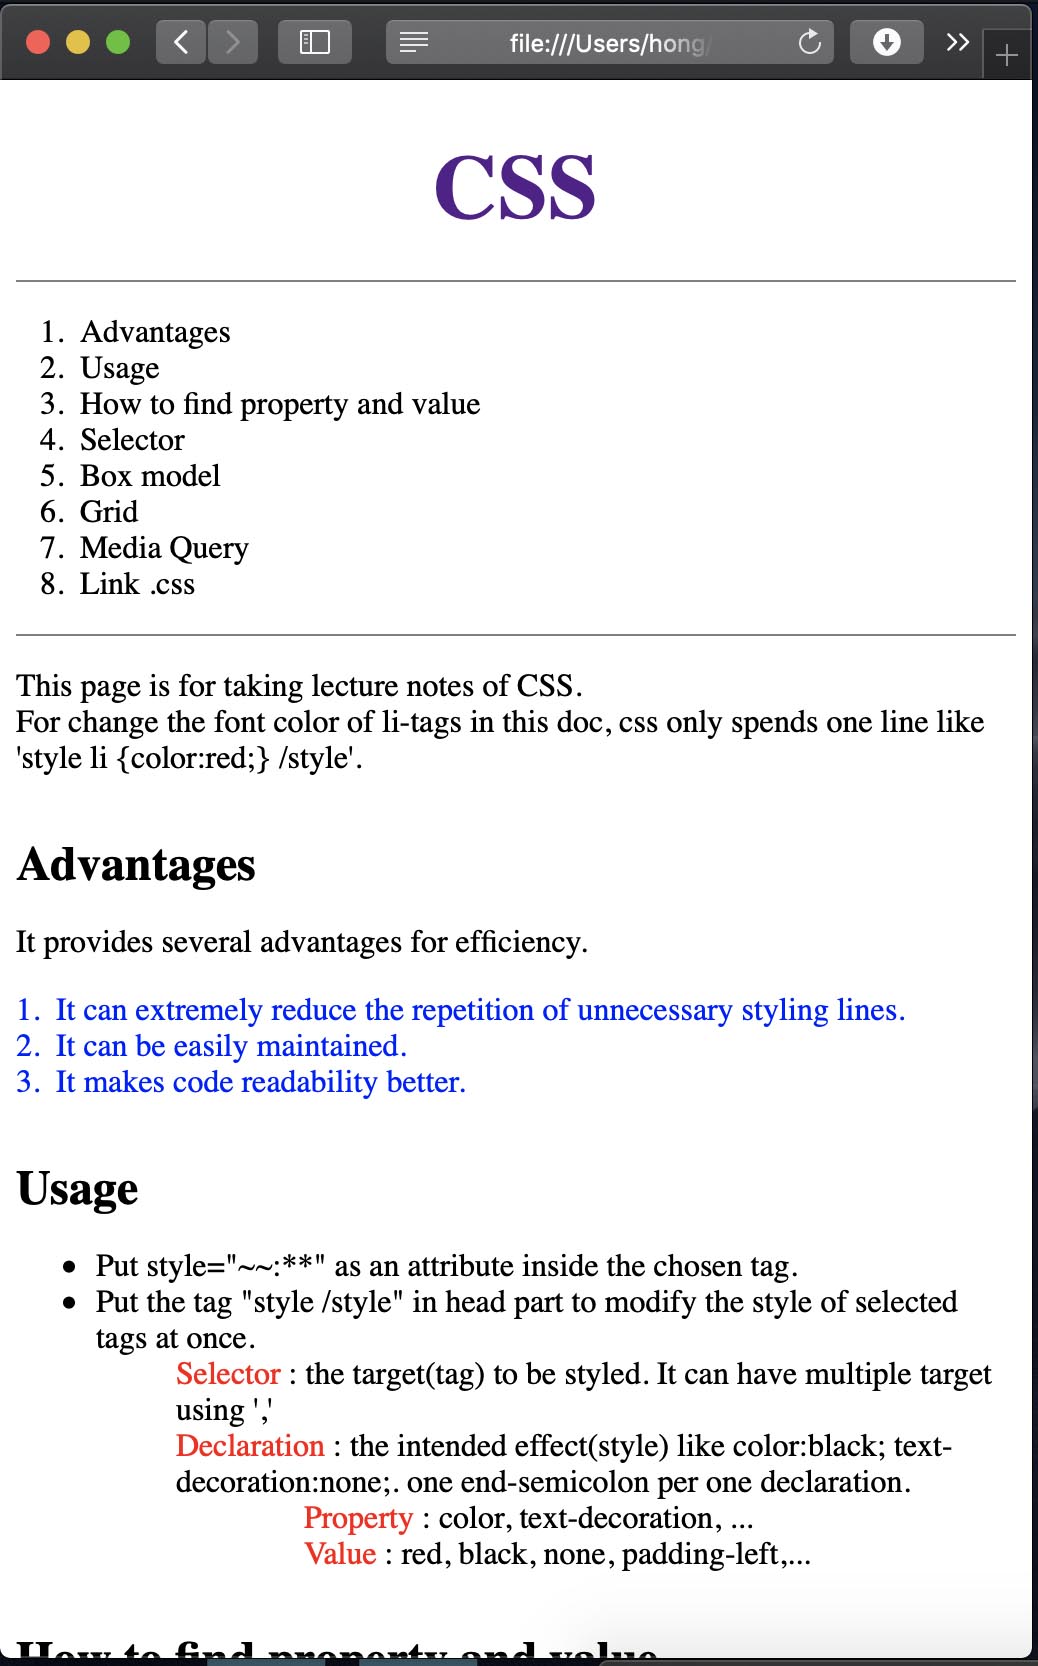 file:///Users/hong/
CSS
1. Advantages
2. Usage
3. How to find property and value
4. Selector
5. Box model
6. Grid
7. Media Query
8. Link .css
This page is for taking lecture notes of CSS.
For change the font color of li-tags in this doc, css only spends one line like
'style li {color:red;} /style'.
Advantages
It provides several advantages for efficiency.
1. It can extremely reduce the repetition of unnecessary styling lines.
2. It can be easily maintained.
3. It makes code readability better.
Usage
• Put style="~~:**" as an attribute inside the chosen tag.
• Put the tag "style /style" in head part to modify the style of selected
tags at once.
Selector : the target(tag) to be styled. It can have multiple target
using ','
Declaration : the intended effect(style) like color:black; text-
decoration:none;. one end-semicolon per one declaration.
Property : color, text-decoration, ...
Value : red, black, none, padding-left,...
How to find property and value